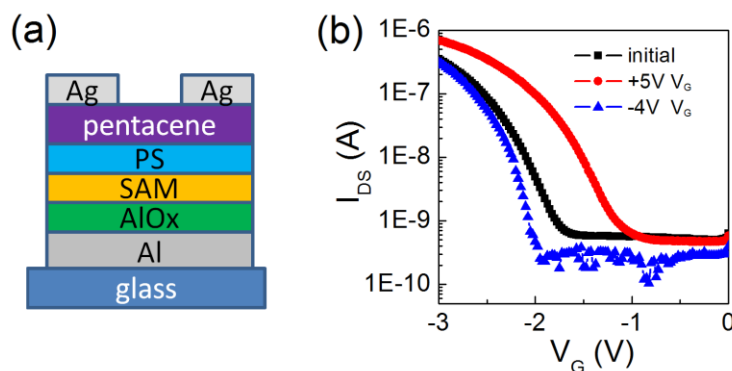 (a)
Ag Ag
pentacene
PS
SAM
AlOx
Al
glass
(b)
I_DS (A)
1E-6
1E-7
1E-8
1E-9
1E-10
initial
+5V V_G
-4V V_G
-3 -2 -1 0
V_G (V)